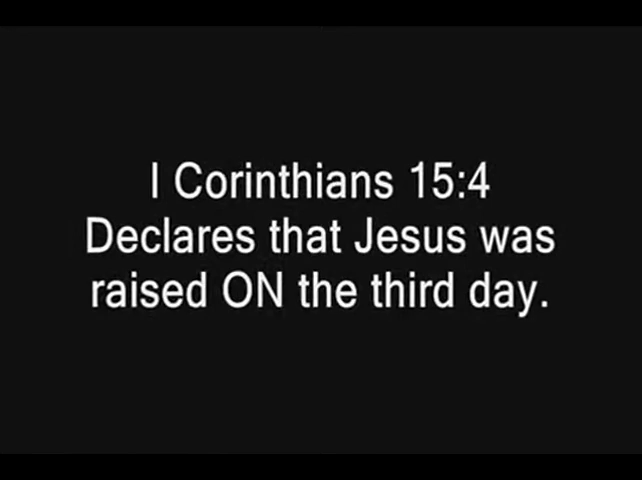 I Corinthians 15:4
Declares that Jesus was
raised ON the third day.